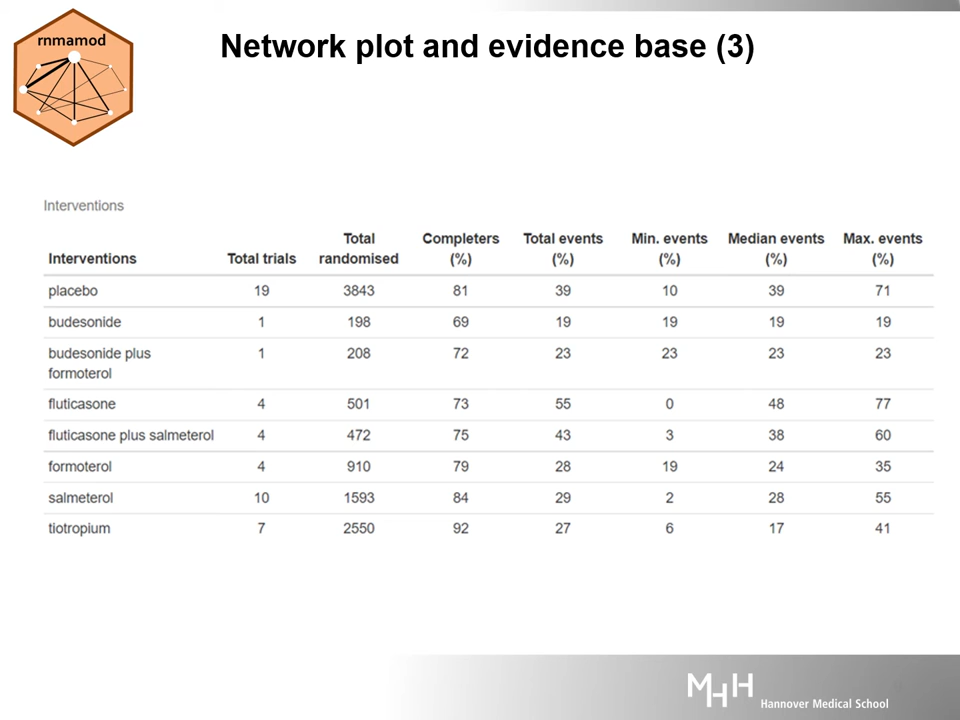 rnmamod
Network plot and evidence base (3)
Interventions
Interventions Total trials Total randomised Completers (%) Total events (%) Min. events (%) Median events (%) Max. events (%)
placebo 19 3843 81 39 10 39 71
budesonide 1 198 69 19 19 19 19
budesonide plus formoterol 1 208 72 23 23 23 23
fluticasone 4 501 73 55 0 48 77
fluticasone plus salmeterol 4 472 75 43 3 38 60
formoterol 4 910 79 28 19 24 35
salmeterol 10 1593 84 29 2 28 55
tiotropium 7 2550 92 27 6 17 41
MHH
Hannover Medical School